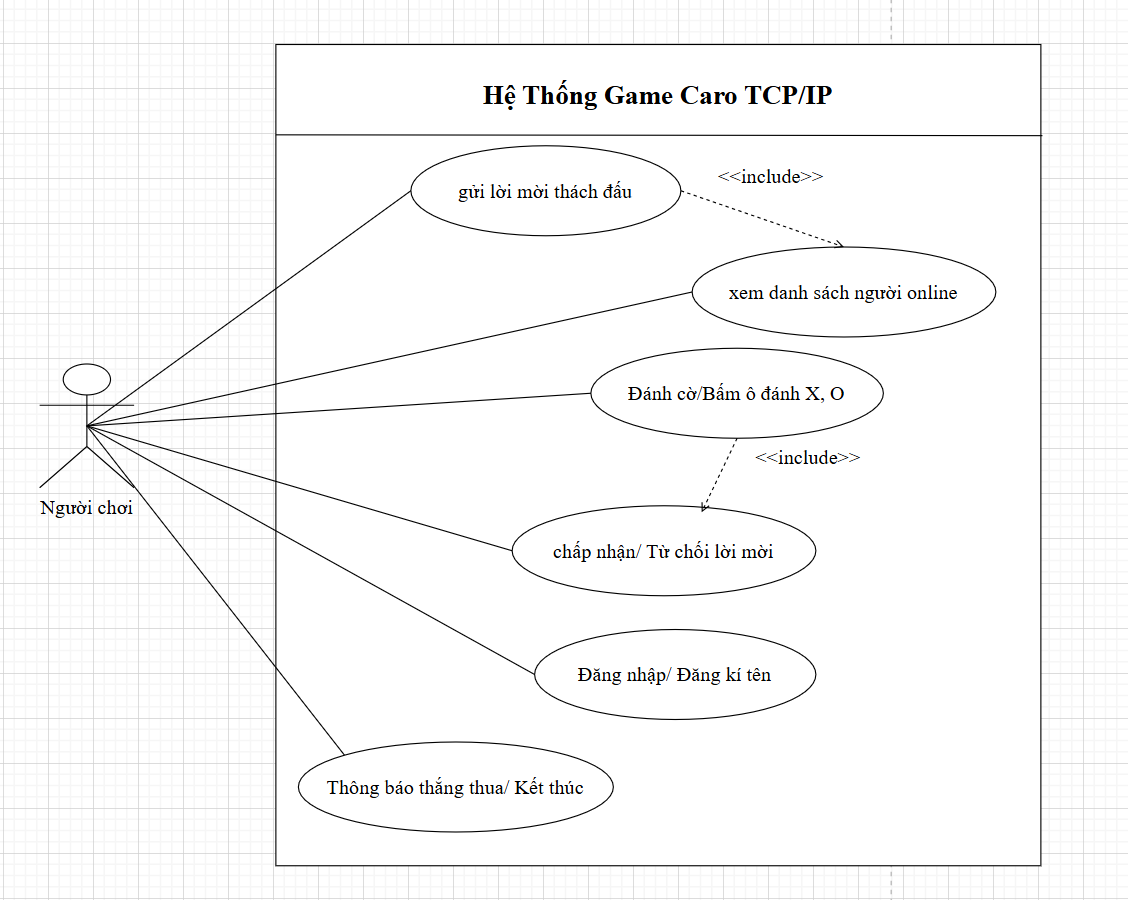 Hệ Thống Game Caro TCP/IP
gửi lời mời thách đấu
<<include>>
xem danh sách người online
Đánh cờ/Bấm ô đánh X, O
<<include>>
Người chơi
chấp nhận/ Từ chối lời mời
Đăng nhập/ Đăng kí tên
Thông báo thắng thua/ Kết thúc